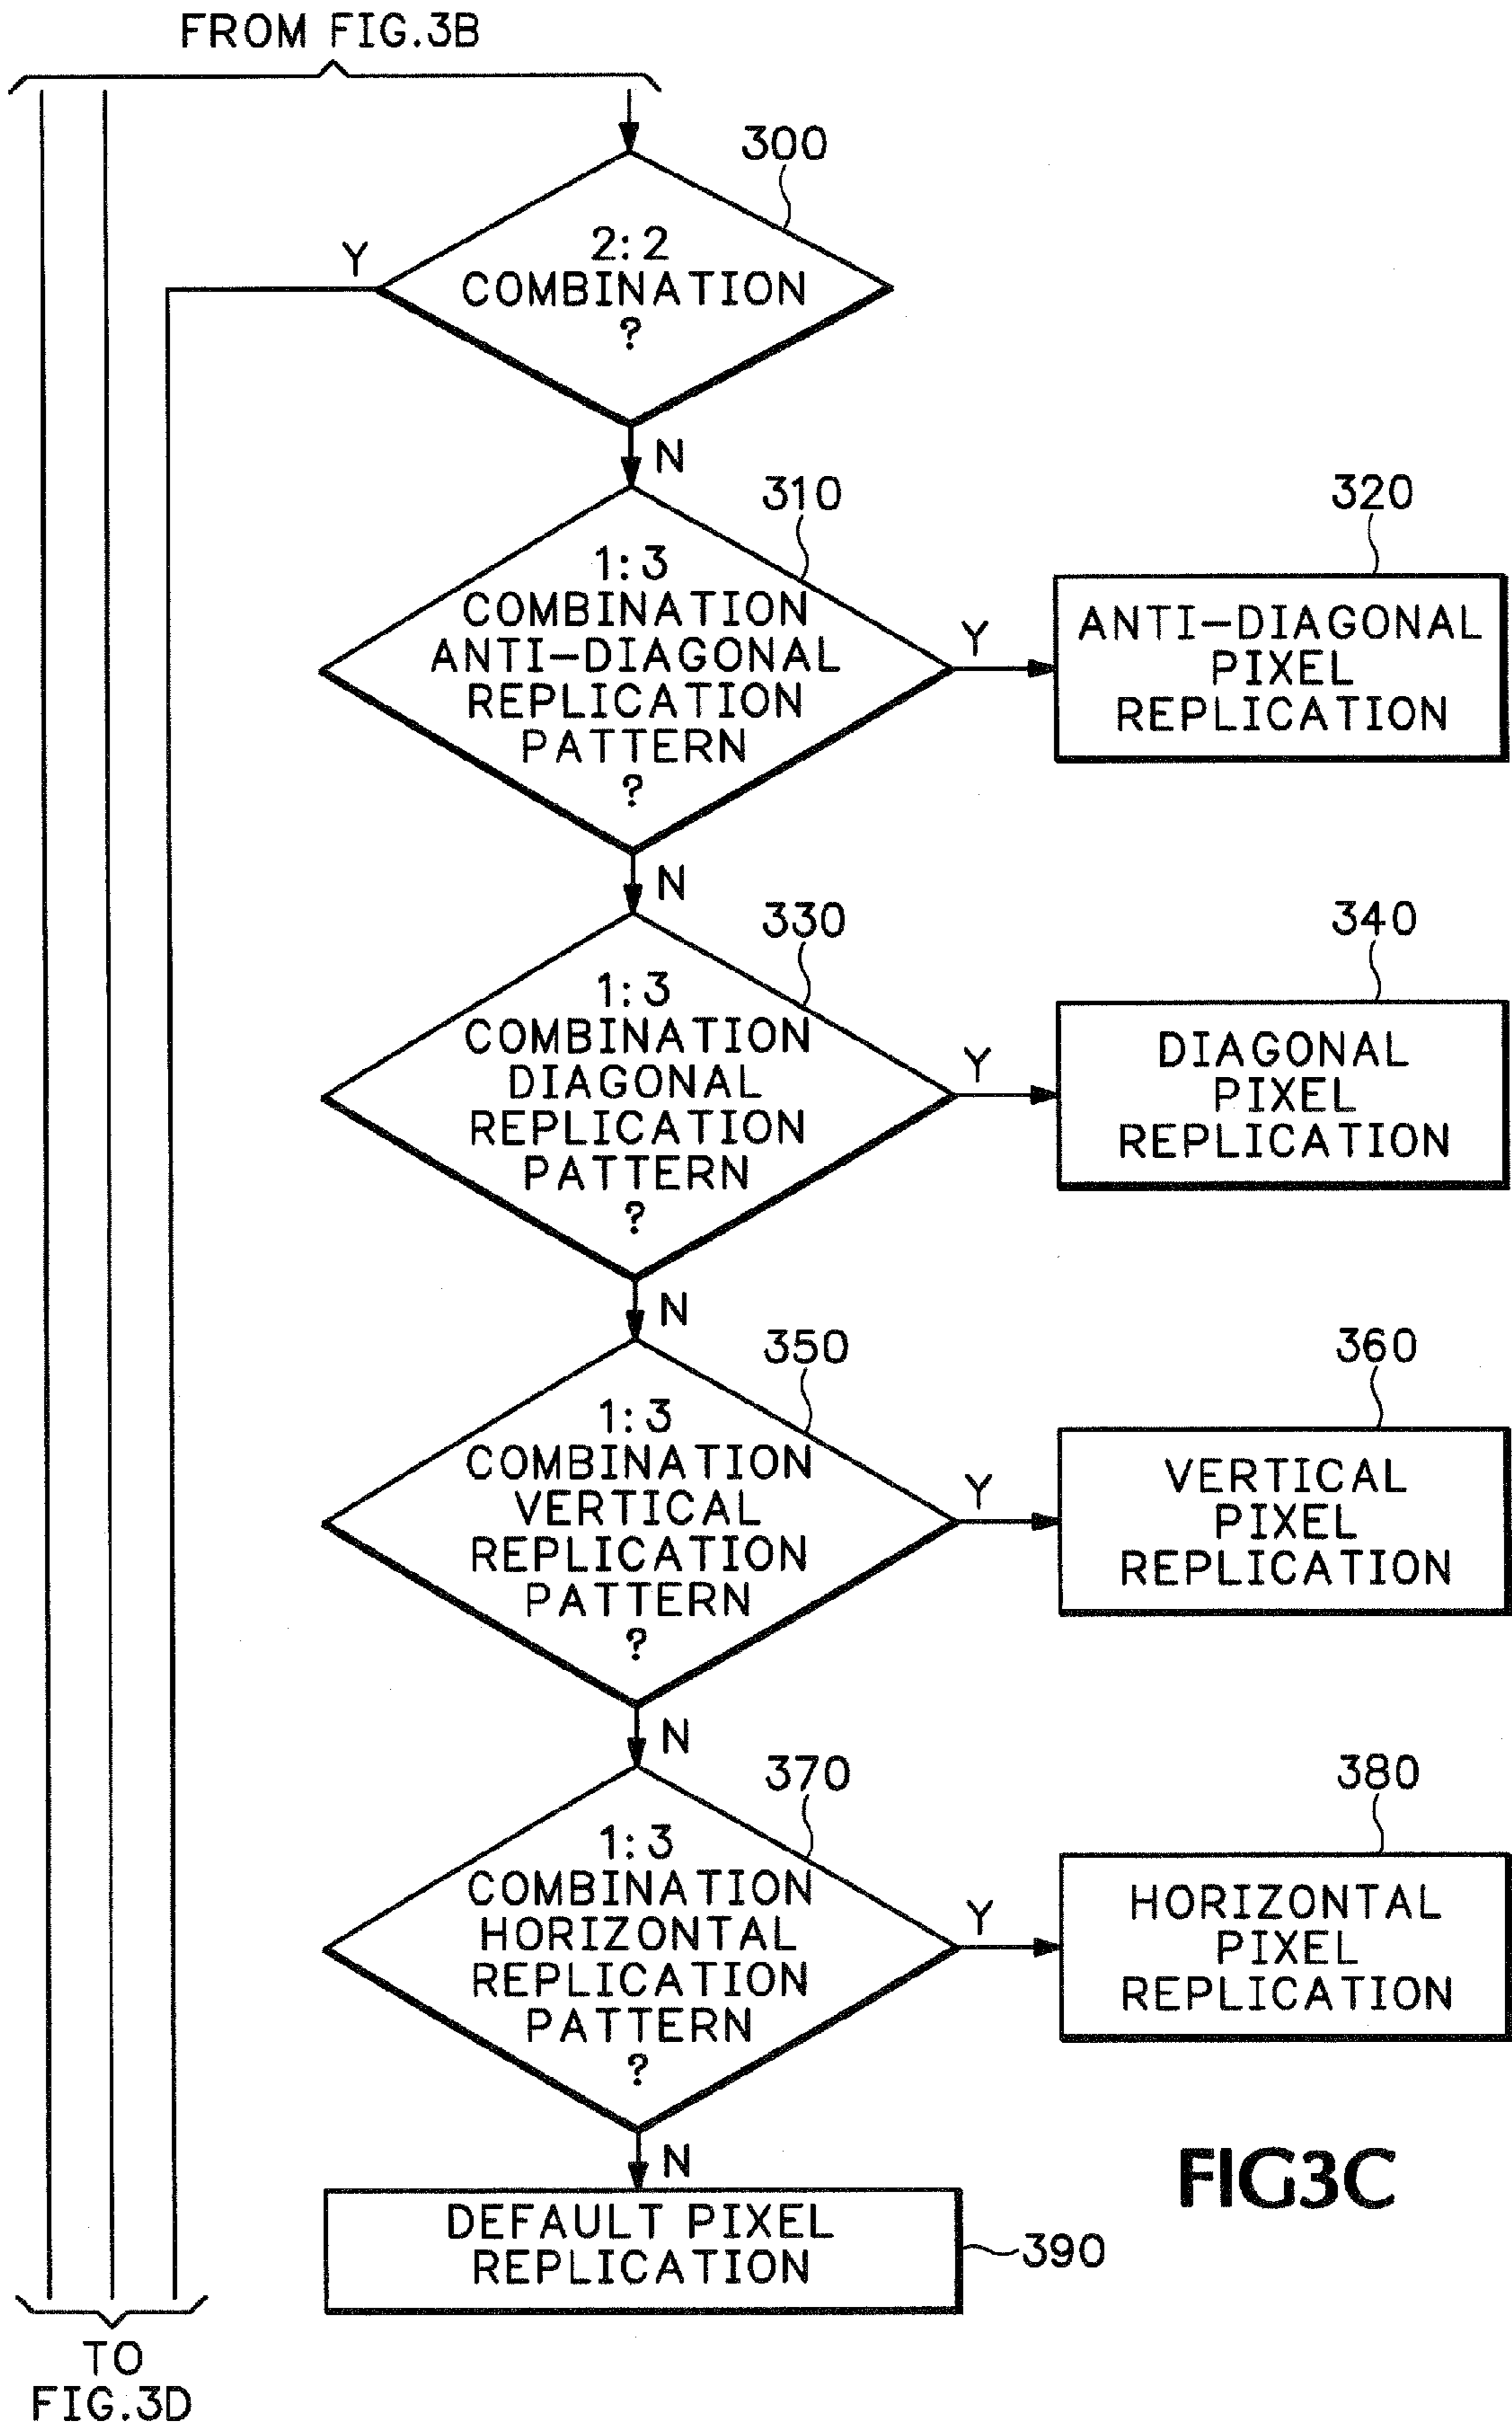 FROM FIG.3B
300
2:2
COMBINATION
?
Y
N
310
1:3
COMBINATION
ANTI-DIAGONAL
REPLICATION
PATTERN
?
Y
320
ANTI-DIAGONAL
PIXEL
REPLICATION
N
330
1:3
COMBINATION
DIAGONAL
REPLICATION
PATTERN
?
Y
340
DIAGONAL
PIXEL
REPLICATION
N
350
1:3
COMBINATION
VERTICAL
REPLICATION
PATTERN
?
Y
360
VERTICAL
PIXEL
REPLICATION
N
370
1:3
COMBINATION
HORIZONTAL
REPLICATION
PATTERN
?
Y
380
HORIZONTAL
PIXEL
REPLICATION
N
DEFAULT PIXEL
REPLICATION
390
FIG3C
TO
FIG.3D